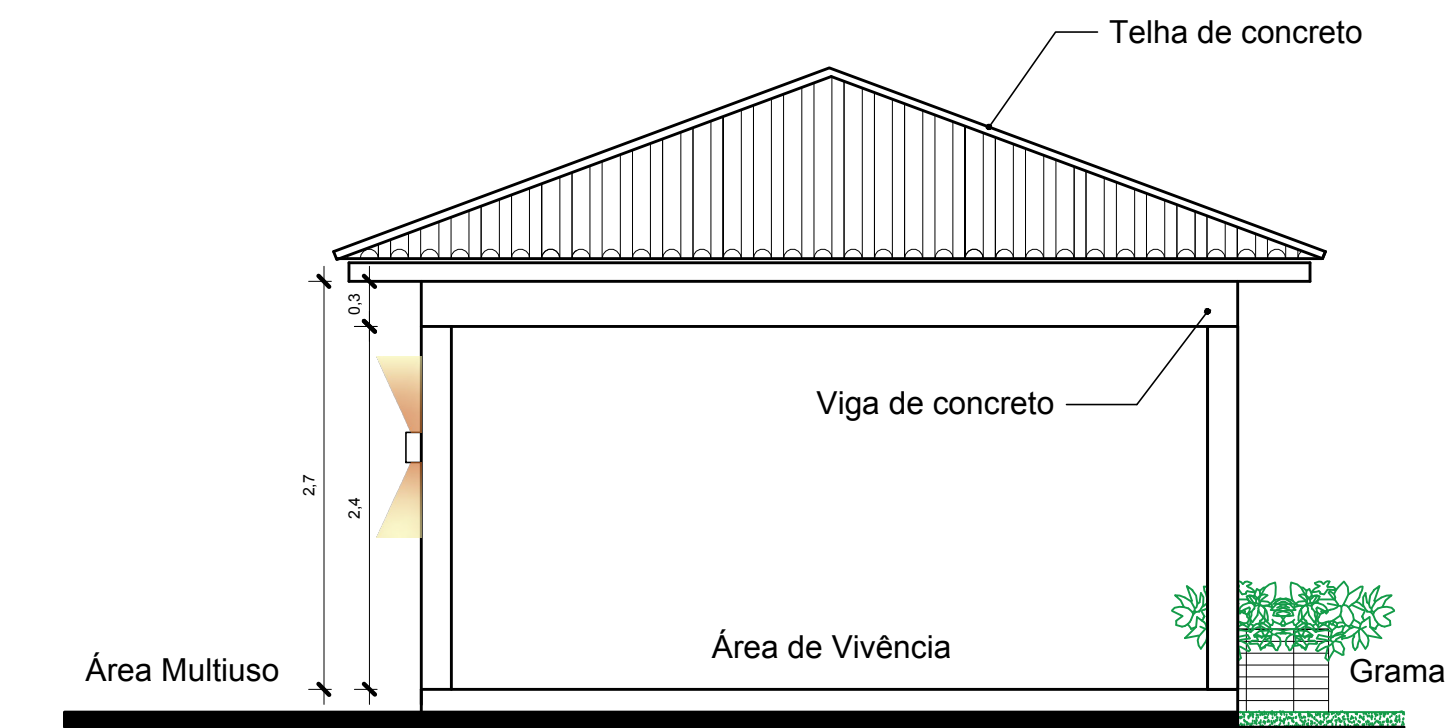 Telha de concreto
0,3
Viga de concreto
2,7
2,4
Área de Vivência
Área Multiuso
Grama